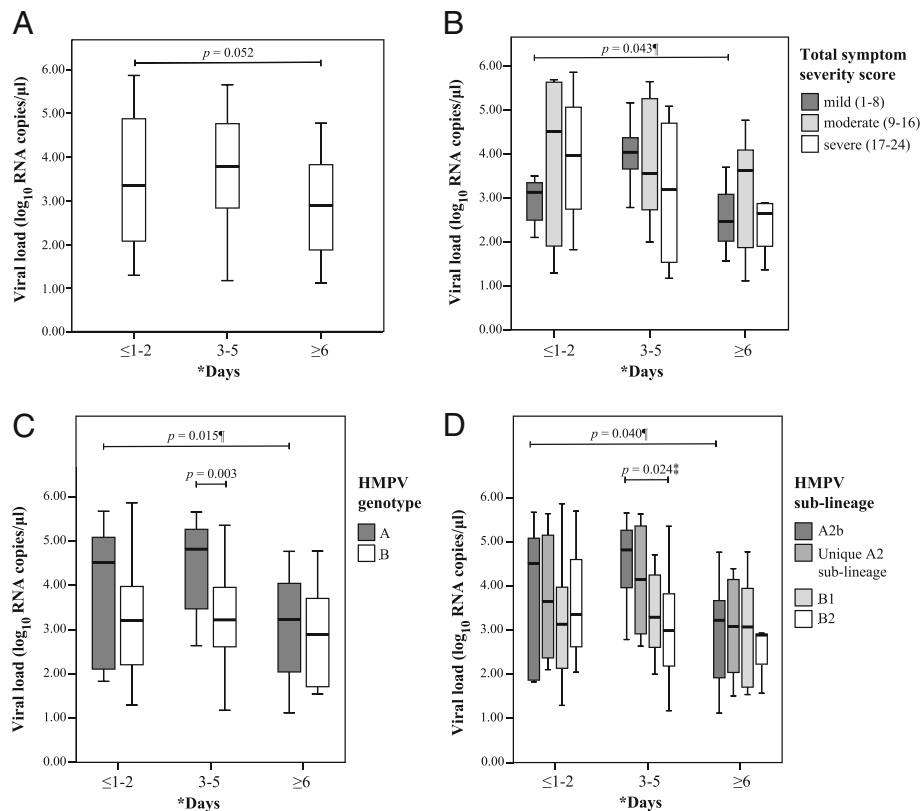 A
p = 0.052
Viral load (log10 RNA copies/µl)
6.00
5.00
4.00
3.00
2.00
1.00
0.00
≤1-2
3-5
≥6
*Days
B
p = 0.043¶
Viral load (log10 RNA copies/µl)
6.00
5.00
4.00
3.00
2.00
1.00
0.00
≤1-2
3-5
≥6
*Days
Total symptom
severity score
mild (1-8)
moderate (9-16)
severe (17-24)
C
p = 0.015¶
p = 0.003
Viral load (log10 RNA copies/µl)
6.00
5.00
4.00
3.00
2.00
1.00
0.00
≤1-2
3-5
≥6
*Days
HMPV
genotype
A
B
D
p = 0.040¶
p = 0.024⁑
Viral load (log10 RNA copies/µl)
6.00
5.00
4.00
3.00
2.00
1.00
0.00
≤1-2
3-5
≥6
*Days
HMPV
sub-lineage
A2b
Unique A2
sub-lineage
B1
B2